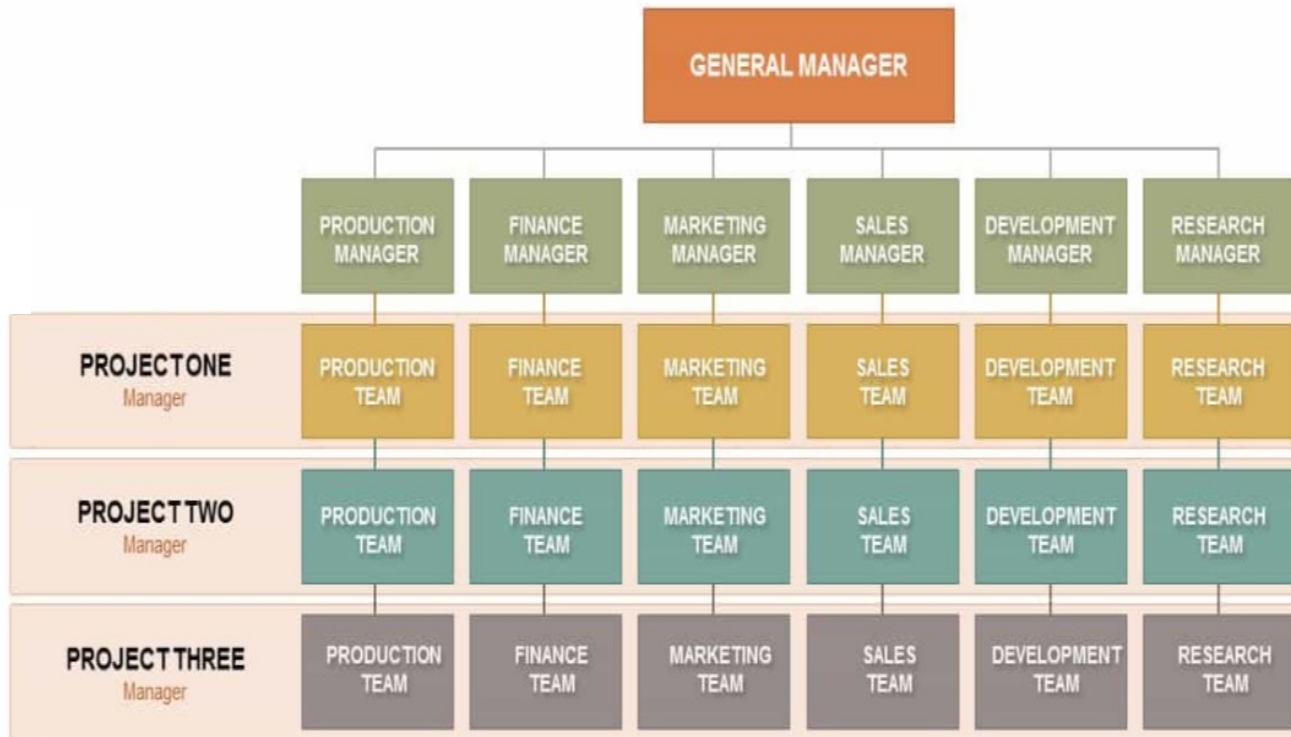 GENERAL MANAGER
PRODUCTION
MANAGER
FINANCE
MANAGER
MARKETING
MANAGER
SALES
MANAGER
DEVELOPMENT
MANAGER
RESEARCH
MANAGER
PROJECT ONE
Manager
PRODUCTION
TEAM
FINANCE
TEAM
MARKETING
TEAM
SALES
TEAM
DEVELOPMENT
TEAM
RESEARCH
TEAM
PROJECT TWO
Manager
PRODUCTION
TEAM
FINANCE
TEAM
MARKETING
TEAM
SALES
TEAM
DEVELOPMENT
TEAM
RESEARCH
TEAM
PROJECT THREE
Manager
PRODUCTION
TEAM
FINANCE
TEAM
MARKETING
TEAM
SALES
TEAM
DEVELOPMENT
TEAM
RESEARCH
TEAM